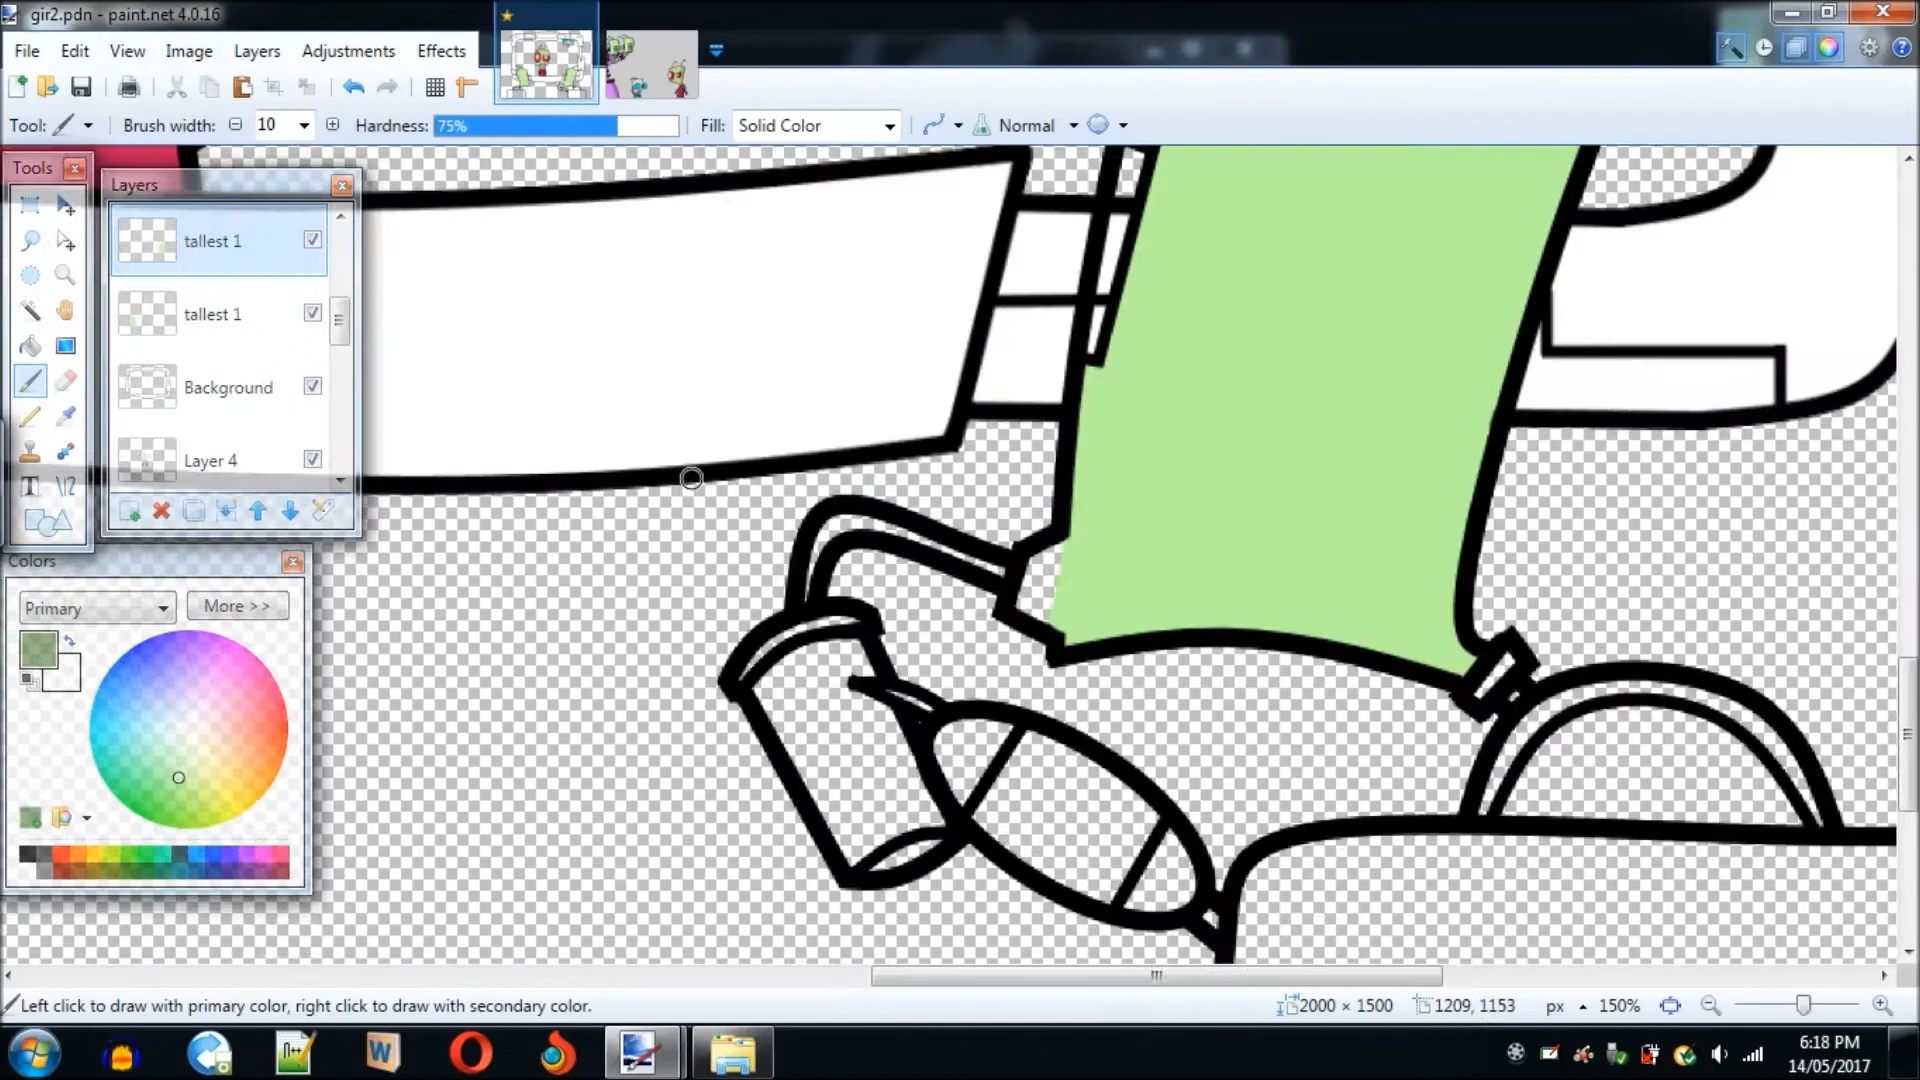 gir2.pdn - paint.net 4.0.16
File Edit View Image Layers Adjustments Effects
Tool: Brush width: 10 Hardness: 75% Fill: Solid Color Normal
Tools
Layers
tallest 1
tallest 1
Background
Layer 4
Colors
Primary More >>
Left click to draw with primary color, right click to draw with secondary color.
2000 × 1500 1209, 1153 px 150%
6:18 PM
14/05/2017